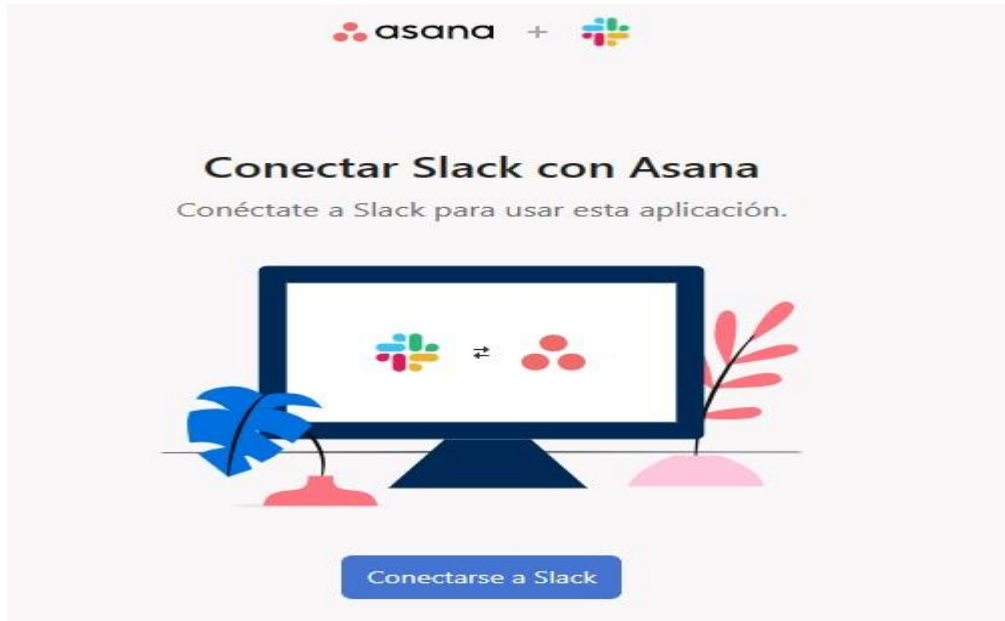 asana +
Conectar Slack con Asana
Conéctate a Slack para usar esta aplicación.
Conectarse a Slack